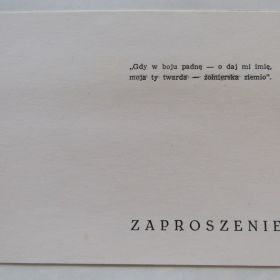 „Gdy w boju padnę — o daj mi imię,
moja ty twarda — żołnierska ziemio”.
ZAPROSZENIE